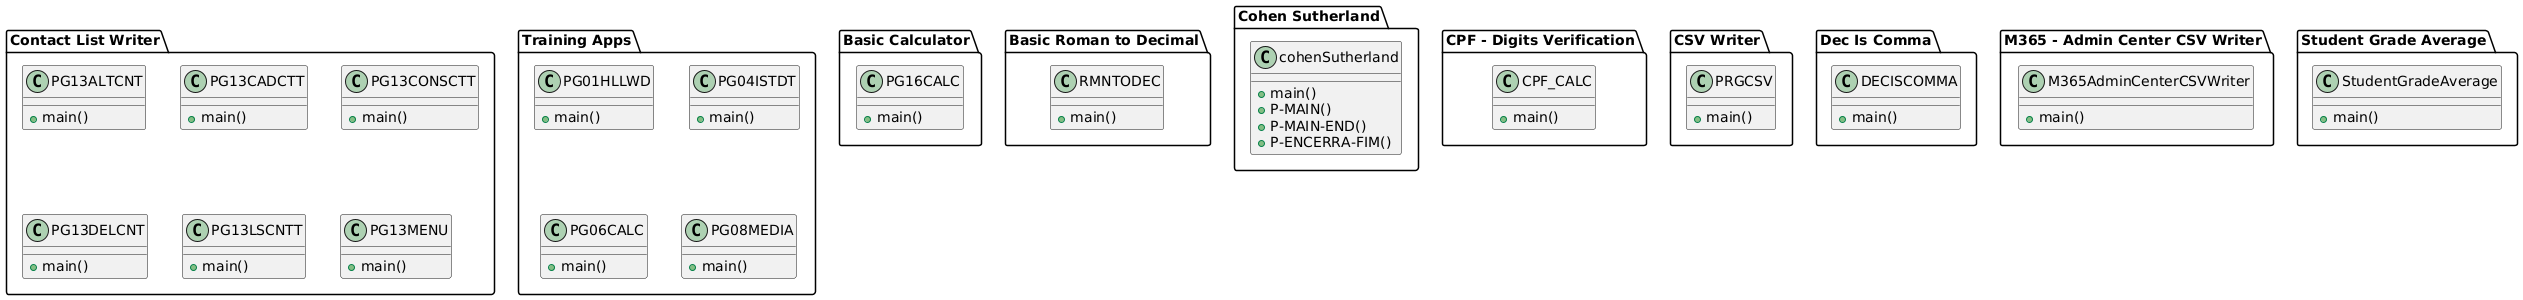 Contact List Writer
C PG13ALTCNT
main()
C PG13CADCTT
main()
C PG13CONSCTT
main()
C PG13DELCNT
main()
C PG13LSCNTT
main()
C PG13MENU
main()
Training Apps
C PG01HLLWD
main()
C PG04ISTDT
main()
C PG06CALC
main()
C PG08MEDIA
main()
Basic Calculator
C PG16CALC
main()
Basic Roman to Decimal
C RMNTODEC
main()
Cohen Sutherland
C cohenSutherland
main()
P-MAIN()
P-MAIN-END()
P-ENCERRA-FIM()
CPF - Digits Verification
C CPF_CALC
main()
CSV Writer
C PRGCSV
main()
Dec Is Comma
C DECISCOMMA
main()
M365 - Admin Center CSV Writer
C M365AdminCenterCSVWriter
main()
Student Grade Average
C StudentGradeAverage
main()